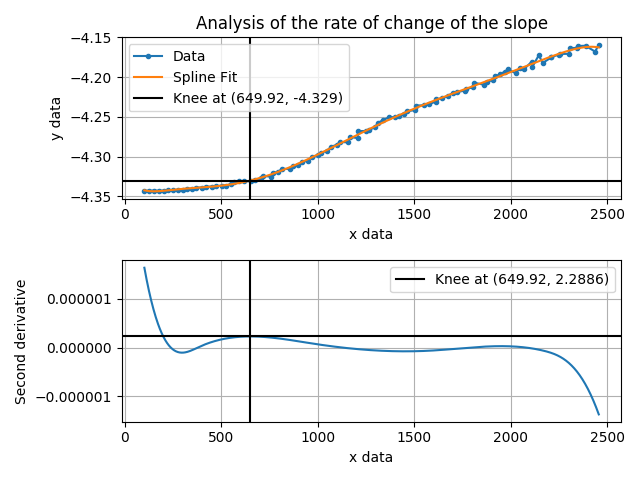 Analysis of the rate of change of the slope
−4.15
−4.20
−4.25
−4.30
−4.35
y data
Data
Spline Fit
Knee at (649.92, -4.329)
0 500 1000 1500 2000 2500
x data
0.000001
0.000000
−0.000001
Second derivative
Knee at (649.92, 2.2886)
0 500 1000 1500 2000 2500
x data